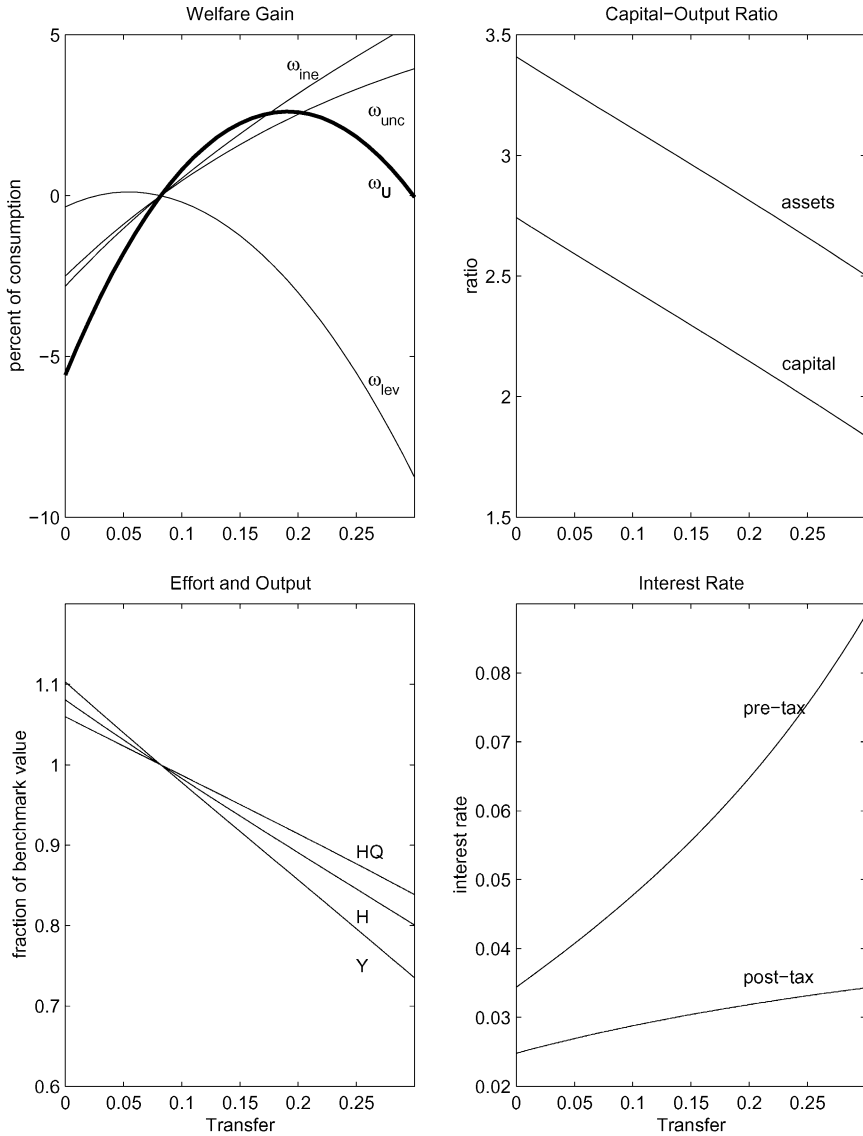 Welfare Gain
5
0
−5
−10
percent of consumption
ω_ine
ω_unc
ω_U
ω_lev
0 0.05 0.1 0.15 0.2 0.25
Capital−Output Ratio
3.5
3
2.5
2
1.5
ratio
assets
capital
0 0.05 0.1 0.15 0.2 0.25
Effort and Output
1.1
1
0.9
0.8
0.7
0.6
fraction of benchmark value
HQ
H
Y
0 0.05 0.1 0.15 0.2 0.25
Transfer
Interest Rate
0.08
0.07
0.06
0.05
0.04
0.03
0.02
interest rate
pre−tax
post−tax
0 0.05 0.1 0.15 0.2 0.25
Transfer